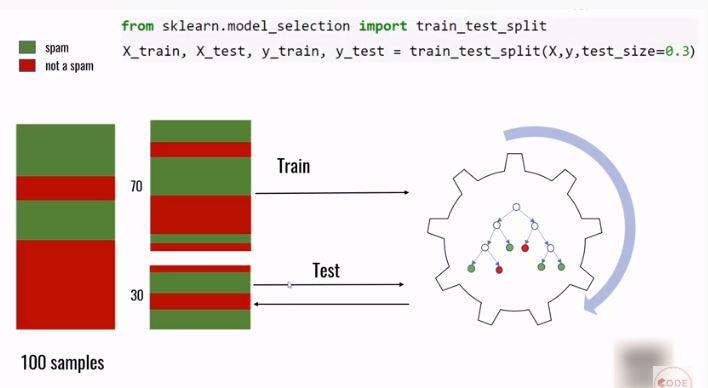 from sklearn.model_selection import train_test_split
X_train, X_test, y_train, y_test = train_test_split(X,y,test_size=0.3)
spam
not a spam
70
Train
30
Test
100 samples
CODE